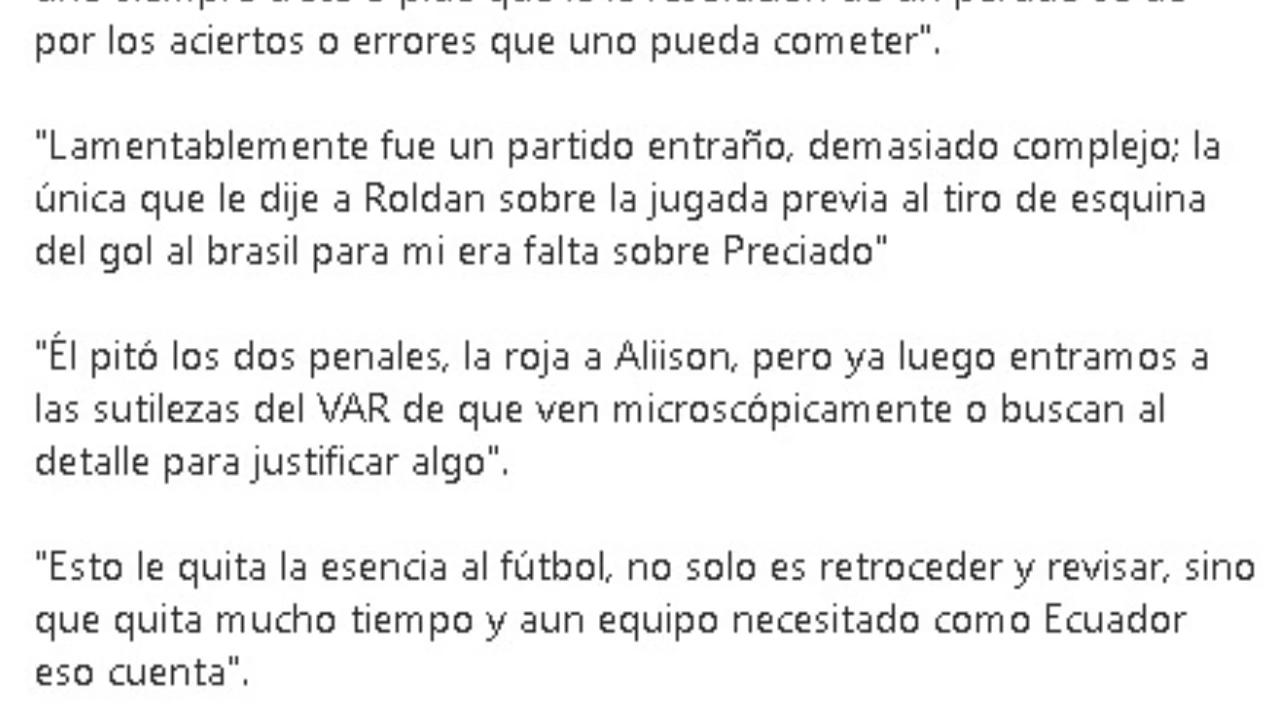 por los aciertos o errores que uno pueda cometer".
"Lamentablemente fue un partido entraño, demasiado complejo; la
única que le dije a Roldan sobre la jugada previa al tiro de esquina
del gol al brasil para mi era falta sobre Preciado"
"Él pitó los dos penales, la roja a Aliison, pero ya luego entramos a
las sutilezas del VAR de que ven microscópicamente o buscan al
detalle para justificar algo".
"Esto le quita la esencia al fútbol, no solo es retroceder y revisar, sino
que quita mucho tiempo y aun equipo necesitado como Ecuador
eso cuenta".